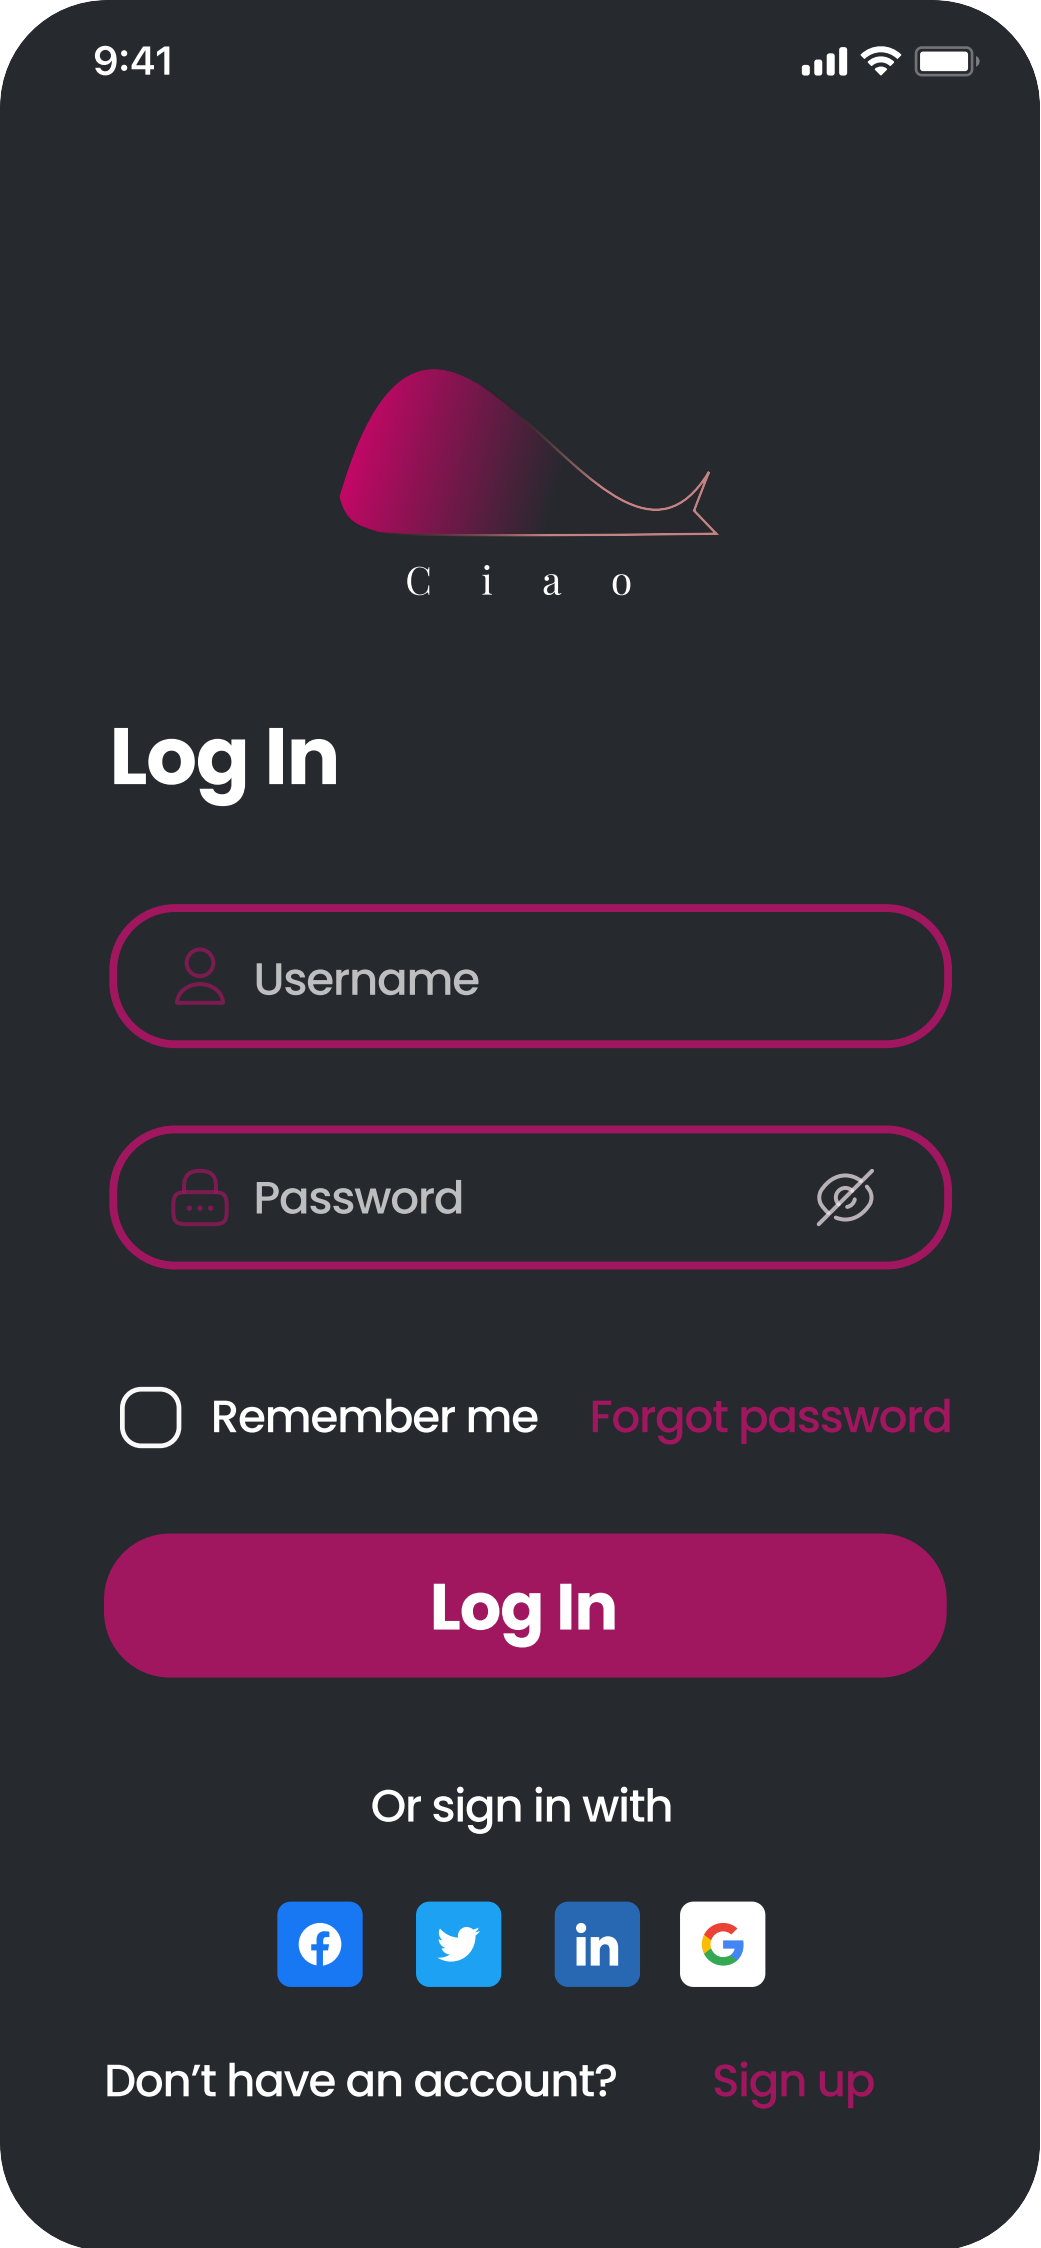 9:41
Ciao
Log In
Username
Password
Remember me Forgot password
Log In
Or sign in with
in
Don’t have an account? Sign up